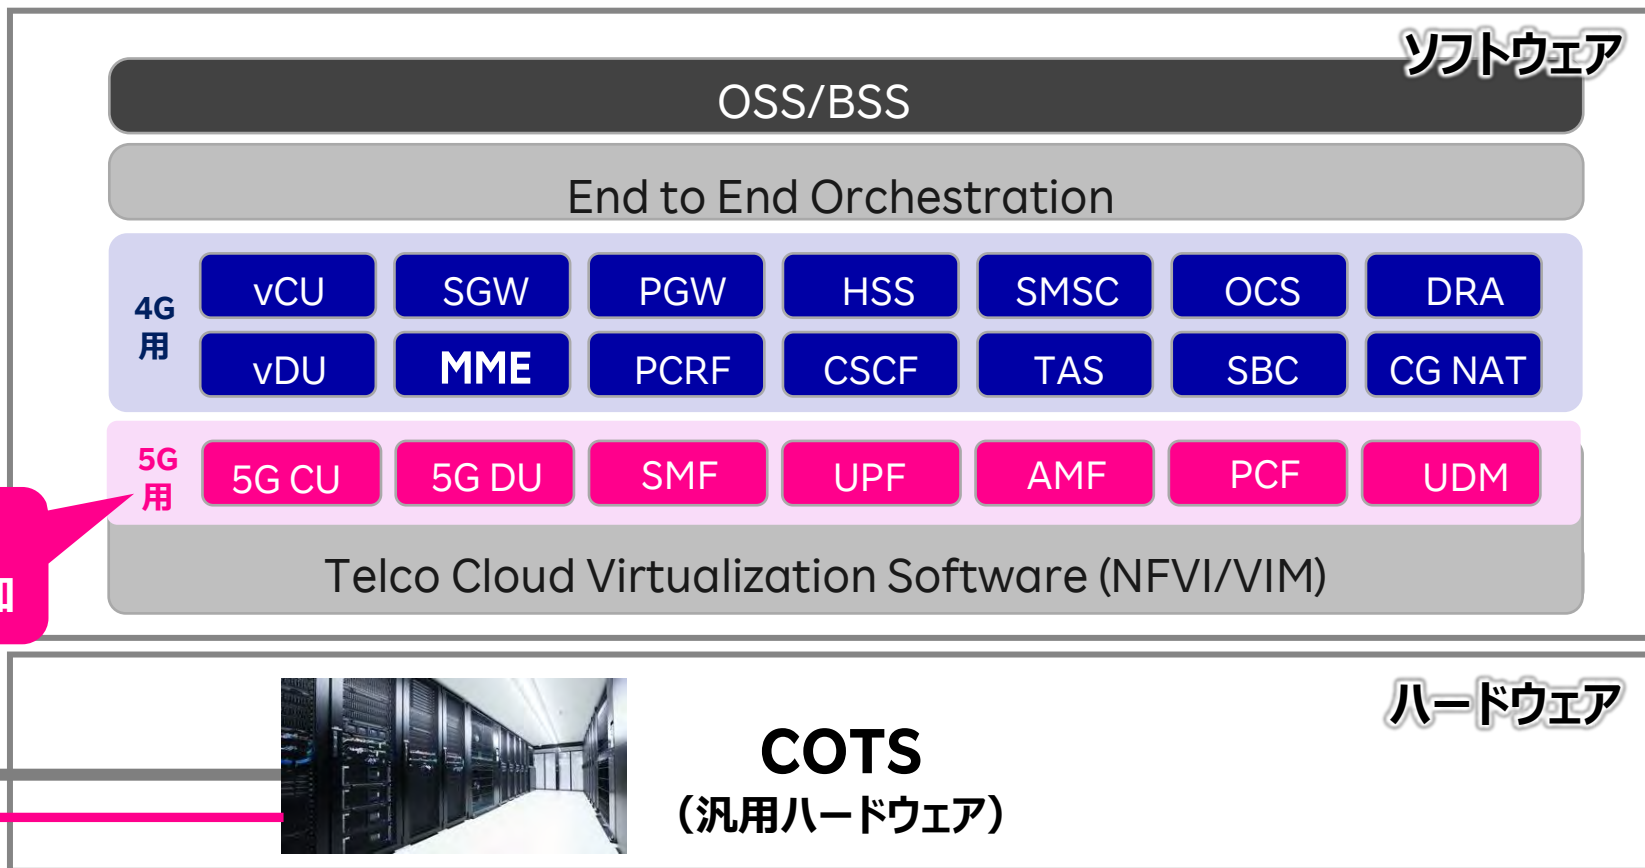 ソフトウェア
OSS/BSS
End to End Orchestration
4G
用
vCU SGW PGW HSS SMSC OCS DRA
vDU MME PCRF CSCF TAS SBC CG NAT
5G
用
5G CU 5G DU SMF UPF AMF PCF UDM
Telco Cloud Virtualization Software (NFVI/VIM)
ハードウェア
COTS
（汎用ハードウェア）